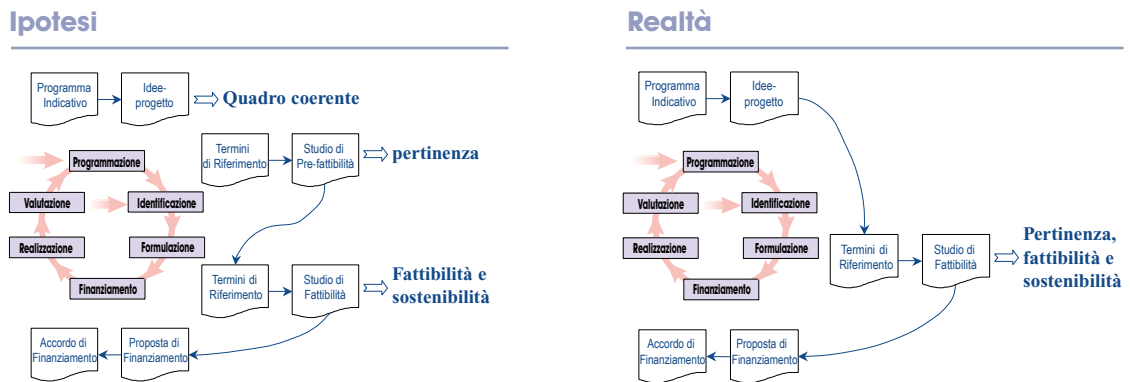 Ipotesi
Programma
Indicativo
Idee-
progetto
Quadro coerente
Termini
di Riferimento
Studio di
Pre-fattibilità
pertinenza
Programmazione
Valutazione
Identificazione
Realizzazione
Formulazione
Finanziamento
Termini di
Riferimento
Studio di
Fattibilità
Fattibilità e
sostenibilità
Accordo di
Finanziamento
Proposta di
Finanziamento
Realtà
Programma
Indicativo
Idee-
progetto
Programmazione
Valutazione
Identificazione
Realizzazione
Formulazione
Finanziamento
Termini di
Riferimento
Studio di
Fattibilità
Pertinenza,
fattibilità e
sostenibilità
Accordo di
Finanziamento
Proposta di
Finanziamento